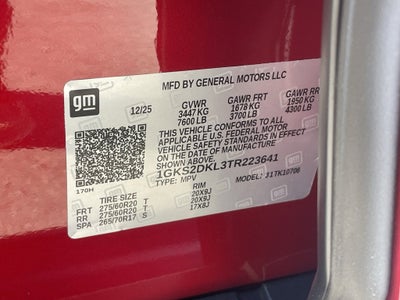 gm
MFD BY GENERAL MOTORS LLC
12/25 GVWR GAWR FRT GAWR RR
3447 KG 1678 KG 1950 KG
7600 LB 3700 LB 4300 LB
THIS VEHICLE CONFORMS TO ALL
APPLICABLE U.S. FEDERAL MOTOR
VEHICLE SAFETY STANDARDS IN EFFECT
ON THE DATE OF MANUFACTURE
SHOWN ABOVE.
1GKS2DKL3TR223641
170H TYPE: MPV MODEL: J1TK10706
TIRE SIZE RIM
FRT 275/60R20 T 20X9J
RR 275/60R20 T 20X9J
SPA 265/70R17 S 17X8J